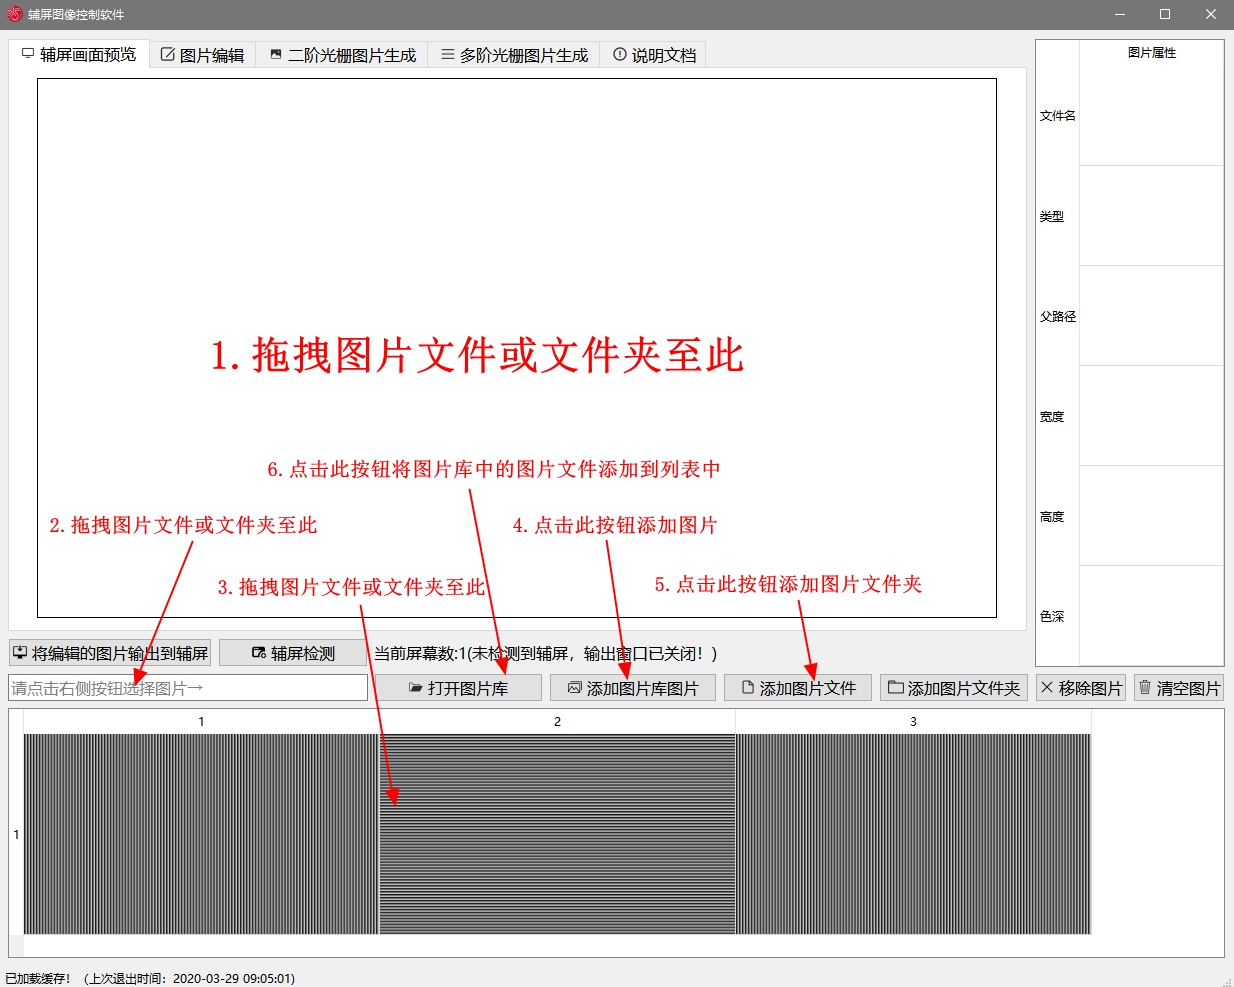 辅屏图像控制软件
辅屏画面预览
图片编辑
二阶光栅图片生成
多阶光栅图片生成
说明文档
图片属性
文件名
类型
父路径
宽度
高度
色深
1.拖拽图片文件或文件夹至此
6.点击此按钮将图片库中的图片文件添加到列表中
2.拖拽图片文件或文件夹至此
4.点击此按钮添加图片
3.拖拽图片文件或文件夹至此
5.点击此按钮添加图片文件夹
将编辑的图片输出到辅屏
辅屏检测
当前屏幕数:1(未检测到辅屏，输出窗口已关闭！)
请点击右侧按钮选择图片→
打开图片库
添加图片库图片
添加图片文件
添加图片文件夹
移除图片
清空图片
1
2
3
1
已加载缓存！（上次退出时间：2020-03-29 09:05:01)